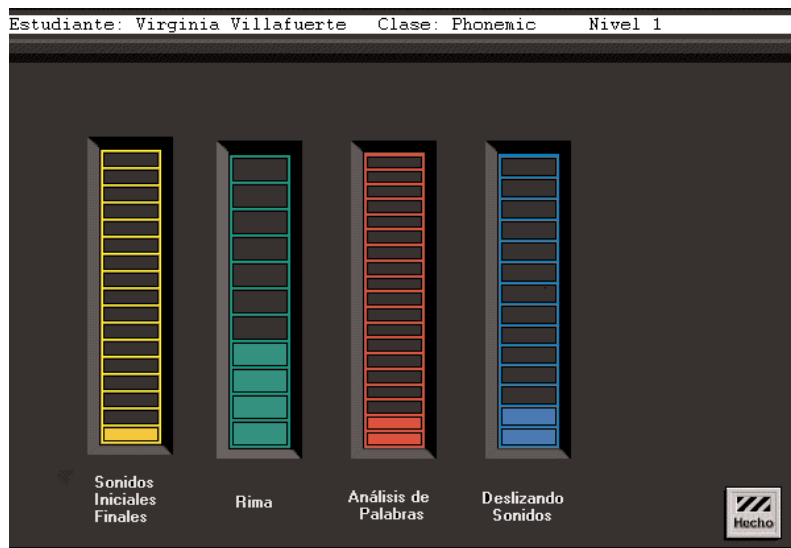 Estudiante: Virginia Villafuerte Clase: Phonemic Nivel 1
Sonidos
Iniciales
Finales
Rima
Análisis de
Palabras
Deslizando
Sonidos
Hecho